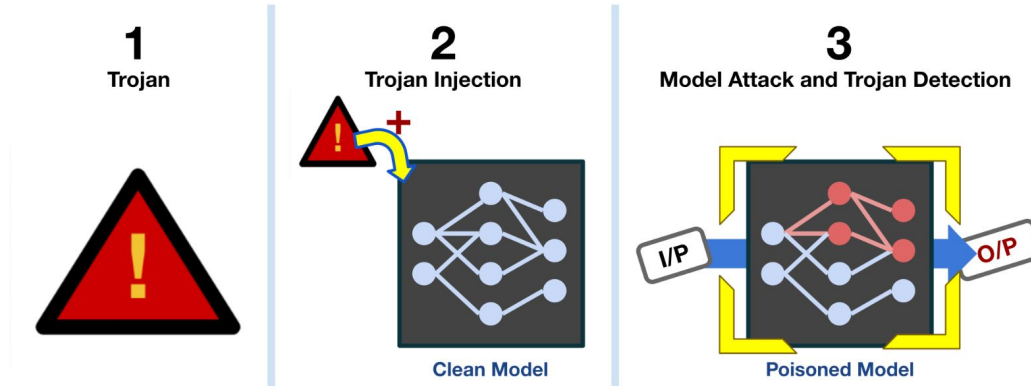 1
Trojan
!
2
Trojan Injection
!
+
Clean Model
3
Model Attack and Trojan Detection
I/P
O/P
Poisoned Model